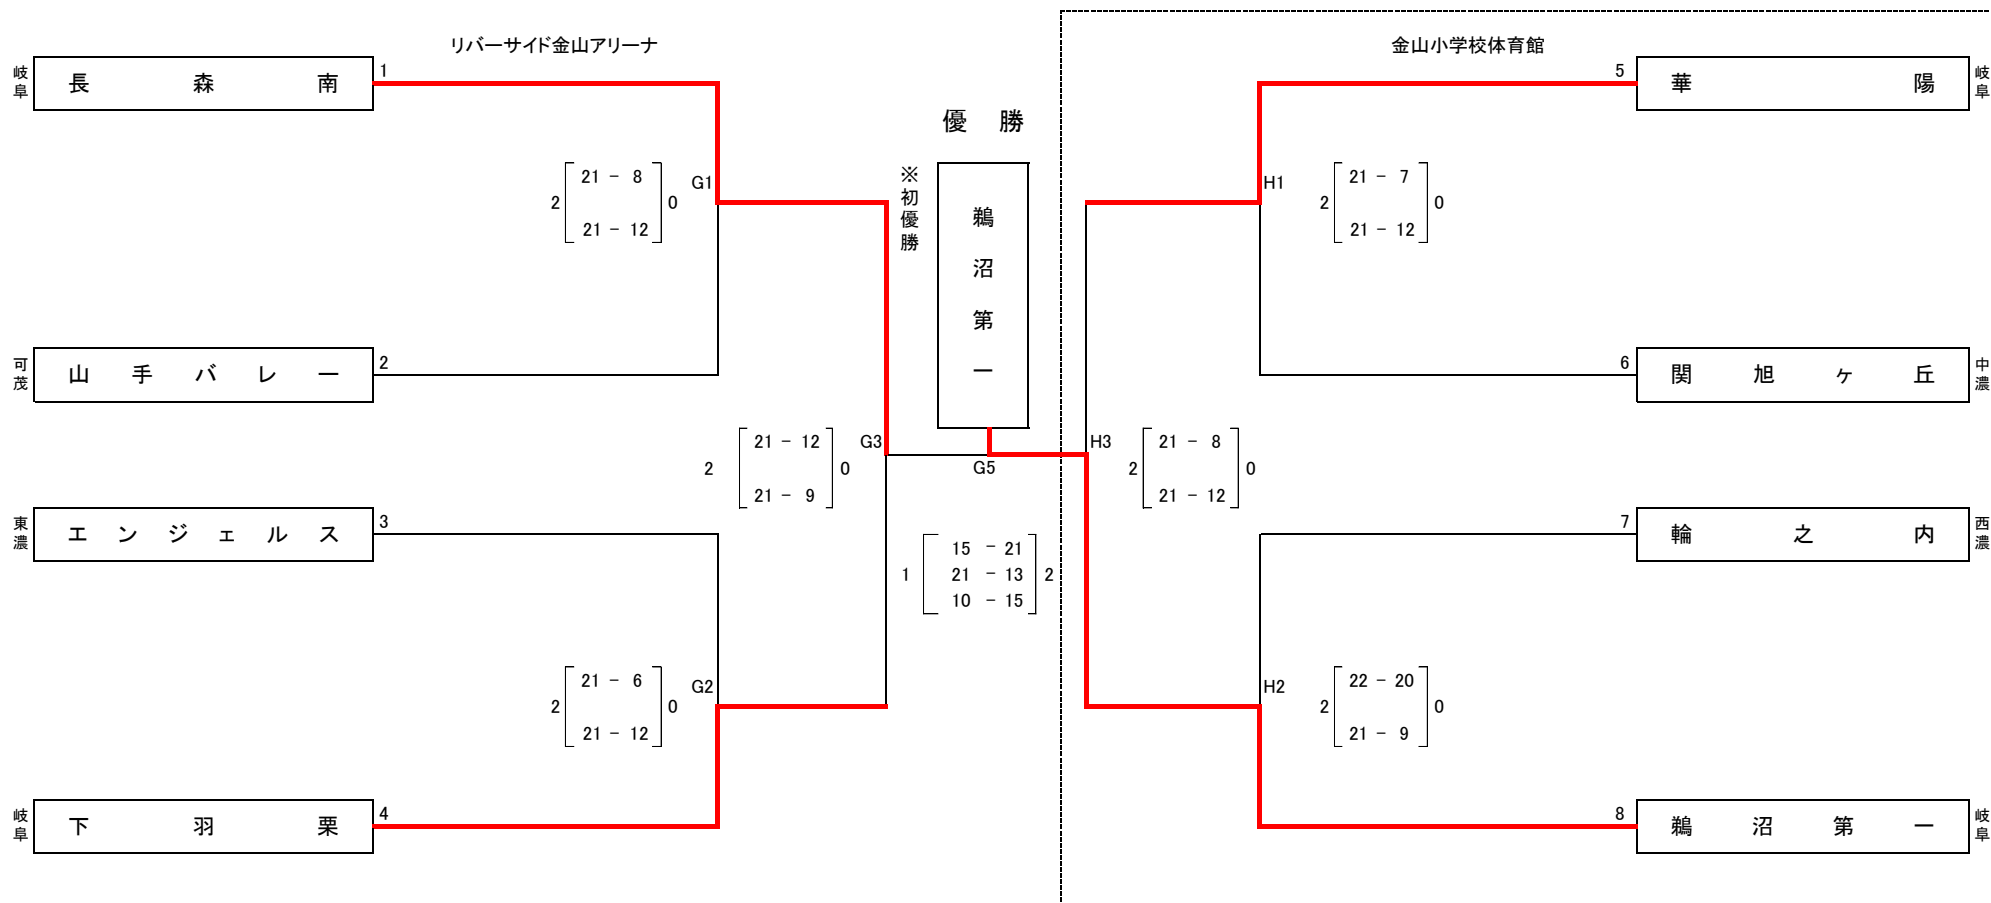 リバーサイド金山アリーナ
金山小学校体育館
岐阜
長森南
1
5
華陽
岐阜
優勝
※初優勝
鵜沼第一
21 - 8
2 0
21 - 12
G1
H1
21 - 7
2 0
21 - 12
可茂
山手バレー
2
6
関旭ヶ丘
中濃
21 - 12
2 0
21 - 9
G3
G5
H3
21 - 8
2 0
21 - 12
東濃
エンジェルス
3
7
輪之内
西濃
15 - 21
1 21 - 13 2
10 - 15
21 - 6
2 0
21 - 12
G2
H2
22 - 20
2 0
21 - 9
岐阜
下羽栗
4
8
鵜沼第一
岐阜